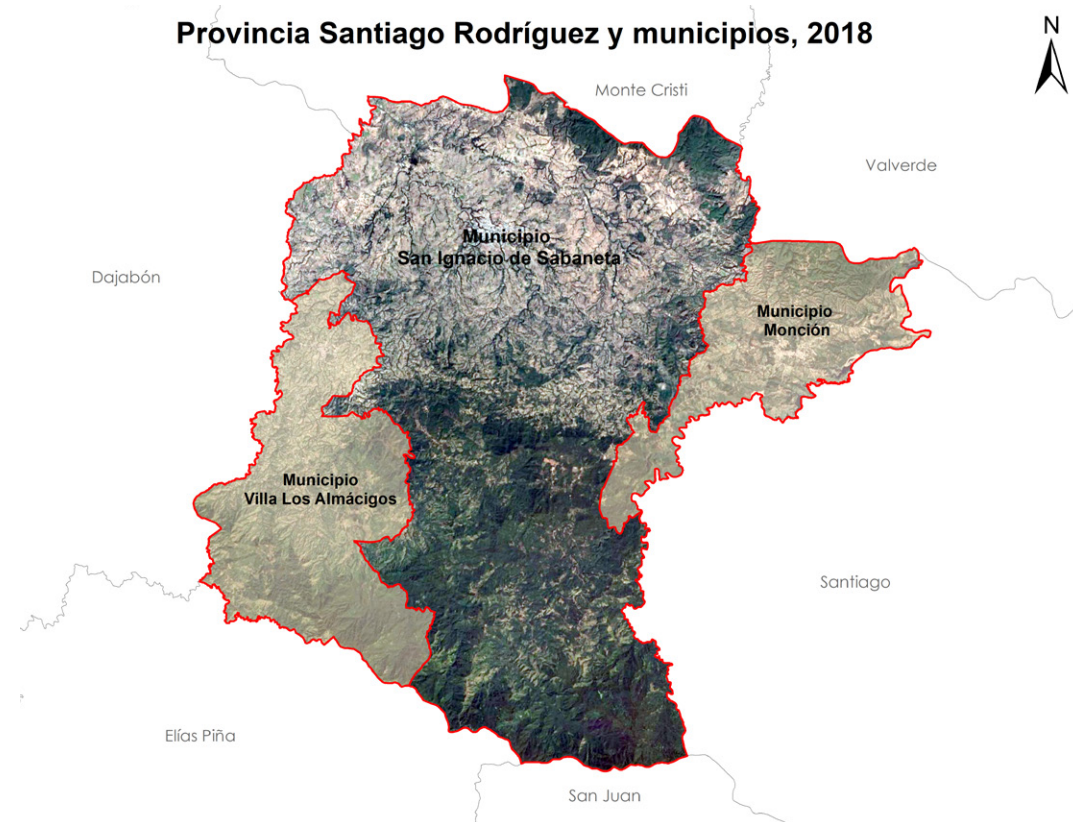 Provincia Santiago Rodríguez y municipios, 2018
N
Monte Cristi
Valverde
Municipio
San Ignacio de Sabaneta
Dajabón
Municipio
Monción
Municipio
Villa Los Almácigos
Santiago
Elías Piña
San Juan